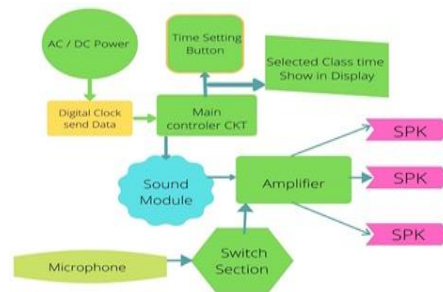 AC / DC Power
Time Setting
Button
Selected Class time
Show in Display
Digital Clock
send Data
Main
controler CKT
SPK
Sound
Module
Amplifier
SPK
SPK
Microphone
Switch
Section